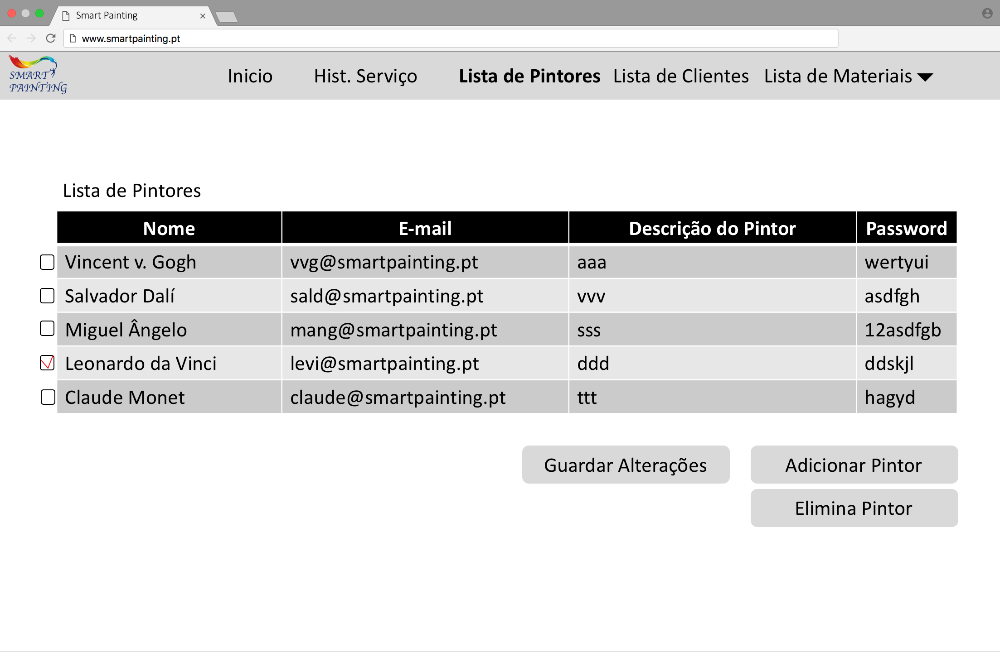 Smart Painting
www.smartpainting.pt
SMART
PAINTING
Inicio Hist. Serviço Lista de Pintores Lista de Clientes Lista de Materiais
Lista de Pintores
Nome E-mail Descrição do Pintor Password
Vincent v. Gogh vvg@smartpainting.pt aaa wertyui
Salvador Dalí sald@smartpainting.pt vvv asdfgh
Miguel Ângelo mang@smartpainting.pt sss 12asdfgb
Leonardo da Vinci levi@smartpainting.pt ddd ddskjl
Claude Monet claude@smartpainting.pt ttt hagyd
Guardar Alterações Adicionar Pintor
Elimina Pintor